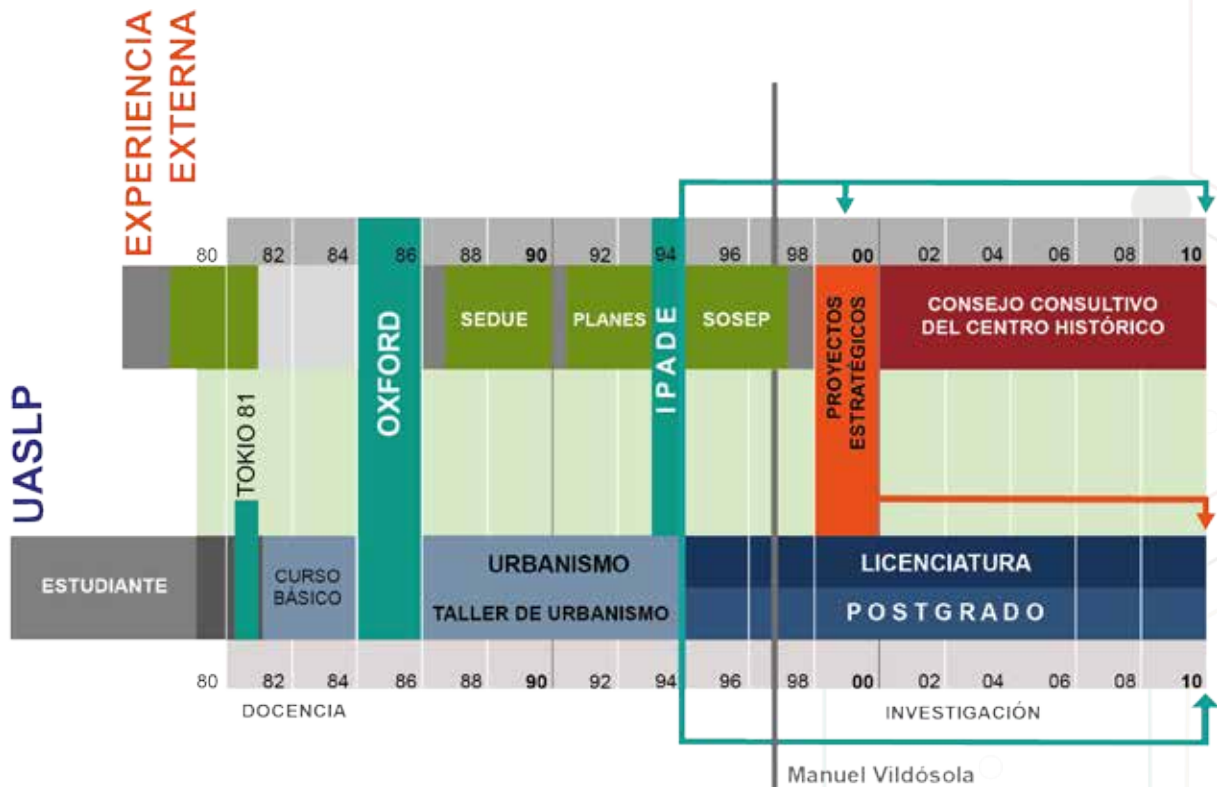 EXPERIENCIA
EXTERNA
80 82 84 86 88 90 92 94 96 98 00 02 04 06 08 10
OXFORD
SEDUE
PLANES
IPADE
SOSEP
PROYECTOS
ESTRATÉGICOS
CONSEJO CONSULTIVO
DEL CENTRO HISTÓRICO
UASLP
TOKIO 81
ESTUDIANTE
CURSO
BÁSICO
URBANISMO
TALLER DE URBANISMO
LICENCIATURA
POSTGRADO
80 82 84 86 88 90 92 94 96 98 00 02 04 06 08 10
DOCENCIA
INVESTIGACIÓN
Manuel Vildósola